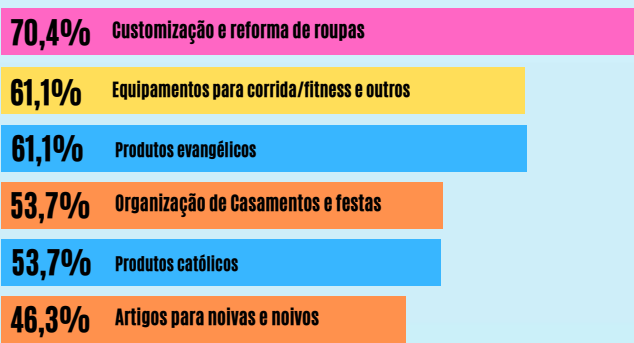 70,4% Customização e reforma de roupas
61,1% Equipamentos para corrida/fitness e outros
61,1% Produtos evangélicos
53,7% Organização de Casamentos e festas
53,7% Produtos católicos
46,3% Artigos para noivas e noivos